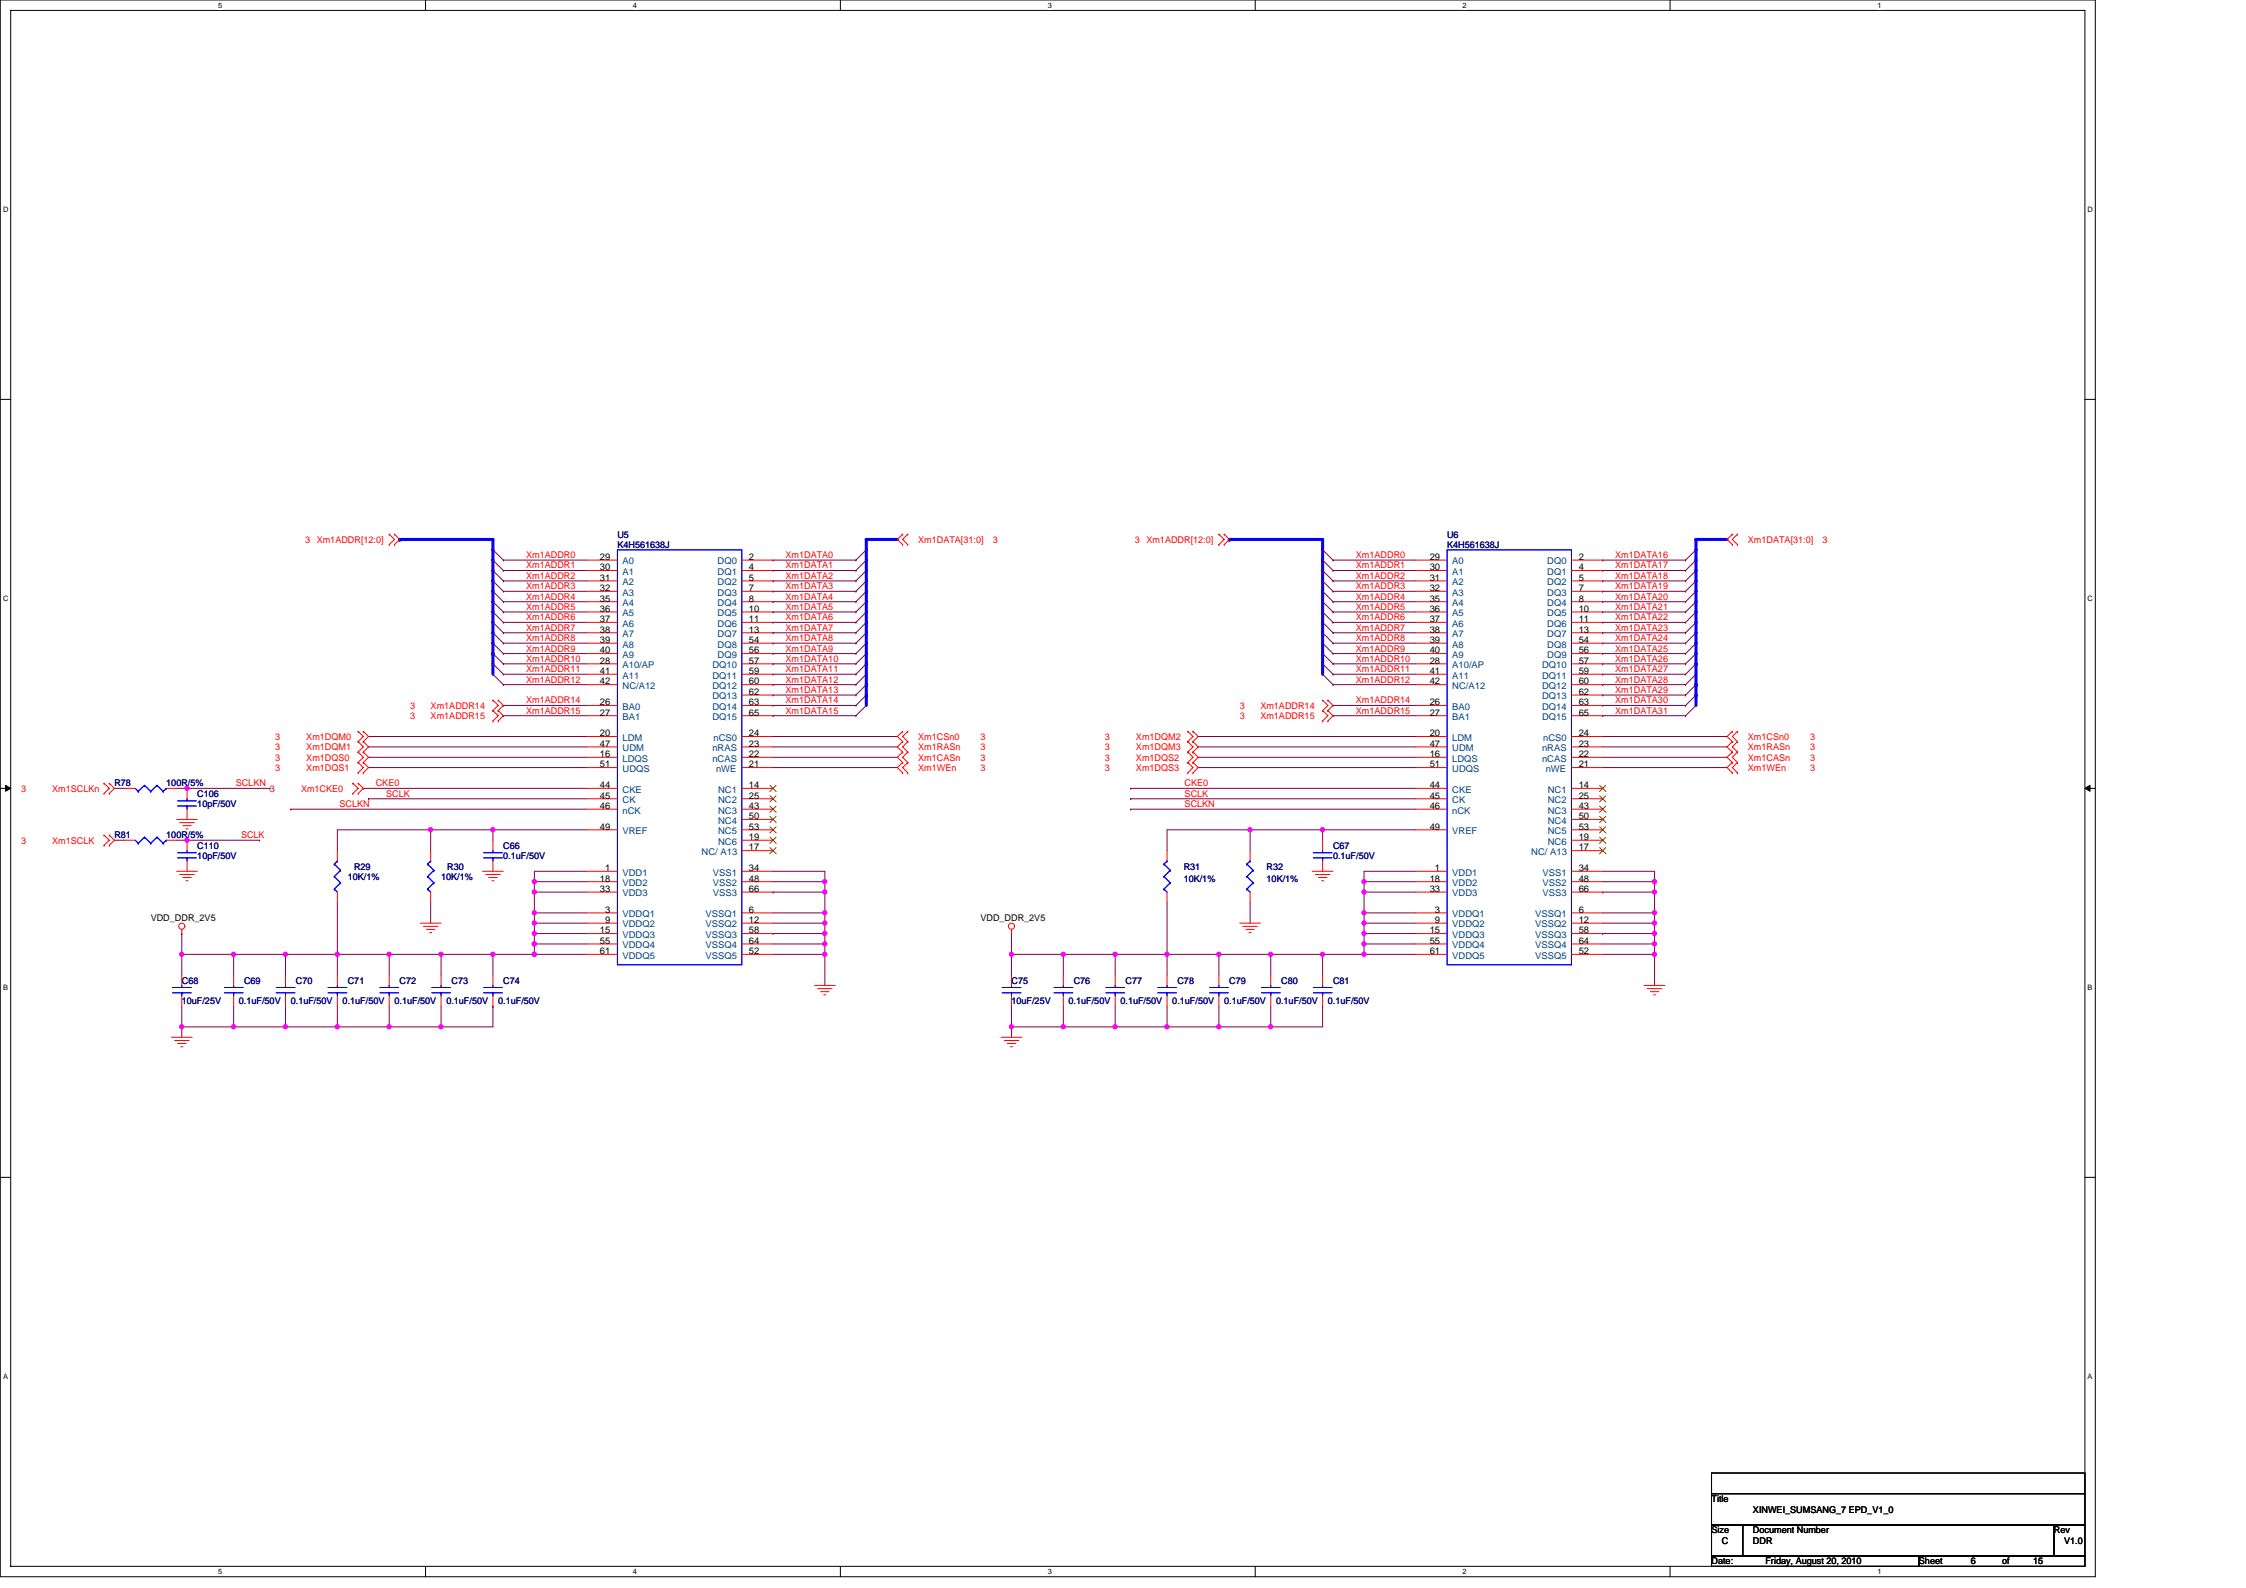 5 4 3 2 1
D D
C C
B B
A A
U5
K4H561638J
3 Xm1ADDR[12:0]
Xm1DATA[31:0] 3
Xm1ADDR0 29 A0 DQ0 2 Xm1DATA0
Xm1ADDR1 30 A1 DQ1 4 Xm1DATA1
Xm1ADDR2 31 A2 DQ2 5 Xm1DATA2
Xm1ADDR3 32 A3 DQ3 7 Xm1DATA3
Xm1ADDR4 35 A4 DQ4 8 Xm1DATA4
Xm1ADDR5 36 A5 DQ5 10 Xm1DATA5
Xm1ADDR6 37 A6 DQ6 11 Xm1DATA6
Xm1ADDR7 38 A7 DQ7 13 Xm1DATA7
Xm1ADDR8 39 A8 DQ8 54 Xm1DATA8
Xm1ADDR9 40 A9 DQ9 56 Xm1DATA9
Xm1ADDR10 28 A10/AP DQ10 57 Xm1DATA10
Xm1ADDR11 41 A11 DQ11 59 Xm1DATA11
Xm1ADDR12 42 NC/A12 DQ12 60 Xm1DATA12
DQ13 62 Xm1DATA13
3 Xm1ADDR14 Xm1ADDR14 26 BA0 DQ14 63 Xm1DATA14
3 Xm1ADDR15 Xm1ADDR15 27 BA1 DQ15 65 Xm1DATA15
3 Xm1DQM0 20 LDM nCS0 24 Xm1CSn0 3
3 Xm1DQM1 47 UDM nRAS 23 Xm1RASn 3
3 Xm1DQS0 16 LDQS nCAS 22 Xm1CASn 3
3 Xm1DQS1 51 UDQS nWE 21 Xm1WEn 3
3 Xm1CKE0 CKE0 44 CKE NC1 14
SCLK 45 CK NC2 25
SCLKN 46 nCK NC3 43
NC4 50
49 VREF NC5 53
NC6 19
NC/ A13 17
1 VDD1 VSS1 34
18 VDD2 VSS2 48
33 VDD3 VSS3 66
3 VDDQ1 VSSQ1 6
9 VDDQ2 VSSQ2 12
15 VDDQ3 VSSQ3 58
55 VDDQ4 VSSQ4 64
61 VDDQ5 VSSQ5 52
3 Xm1SCLKn R78 100R/5% SCLKN
C106
10pF/50V
3 Xm1SCLK R81 100R/5% SCLK
C110
10pF/50V
R29
10K/1%
R30
10K/1%
C66
0.1uF/50V
VDD_DDR_2V5
C68 C69 C70 C71 C72 C73 C74
10uF/25V 0.1uF/50V 0.1uF/50V 0.1uF/50V 0.1uF/50V 0.1uF/50V 0.1uF/50V
U6
K4H561638J
3 Xm1ADDR[12:0]
Xm1DATA[31:0] 3
Xm1ADDR0 29 A0 DQ0 2 Xm1DATA16
Xm1ADDR1 30 A1 DQ1 4 Xm1DATA17
Xm1ADDR2 31 A2 DQ2 5 Xm1DATA18
Xm1ADDR3 32 A3 DQ3 7 Xm1DATA19
Xm1ADDR4 35 A4 DQ4 8 Xm1DATA20
Xm1ADDR5 36 A5 DQ5 10 Xm1DATA21
Xm1ADDR6 37 A6 DQ6 11 Xm1DATA22
Xm1ADDR7 38 A7 DQ7 13 Xm1DATA23
Xm1ADDR8 39 A8 DQ8 54 Xm1DATA24
Xm1ADDR9 40 A9 DQ9 56 Xm1DATA25
Xm1ADDR10 28 A10/AP DQ10 57 Xm1DATA26
Xm1ADDR11 41 A11 DQ11 59 Xm1DATA27
Xm1ADDR12 42 NC/A12 DQ12 60 Xm1DATA28
DQ13 62 Xm1DATA29
3 Xm1ADDR14 Xm1ADDR14 26 BA0 DQ14 63 Xm1DATA30
3 Xm1ADDR15 Xm1ADDR15 27 BA1 DQ15 65 Xm1DATA31
3 Xm1DQM2 20 LDM nCS0 24 Xm1CSn0 3
3 Xm1DQM3 47 UDM nRAS 23 Xm1RASn 3
3 Xm1DQS2 16 LDQS nCAS 22 Xm1CASn 3
3 Xm1DQS3 51 UDQS nWE 21 Xm1WEn 3
CKE0 44 CKE NC1 14
SCLK 45 CK NC2 25
SCLKN 46 nCK NC3 43
NC4 50
49 VREF NC5 53
NC6 19
NC/ A13 17
1 VDD1 VSS1 34
18 VDD2 VSS2 48
33 VDD3 VSS3 66
3 VDDQ1 VSSQ1 6
9 VDDQ2 VSSQ2 12
15 VDDQ3 VSSQ3 58
55 VDDQ4 VSSQ4 64
61 VDDQ5 VSSQ5 52
R31
10K/1%
R32
10K/1%
C67
0.1uF/50V
VDD_DDR_2V5
C75 C76 C77 C78 C79 C80 C81
10uF/25V 0.1uF/50V 0.1uF/50V 0.1uF/50V 0.1uF/50V 0.1uF/50V 0.1uF/50V
Title
XINWEI_SUMSANG_7 EPD_V1_0
Size Document Number Rev
C DDR V1.0
Date: Friday, August 20, 2010 Sheet 6 of 15
5 4 3 2 1